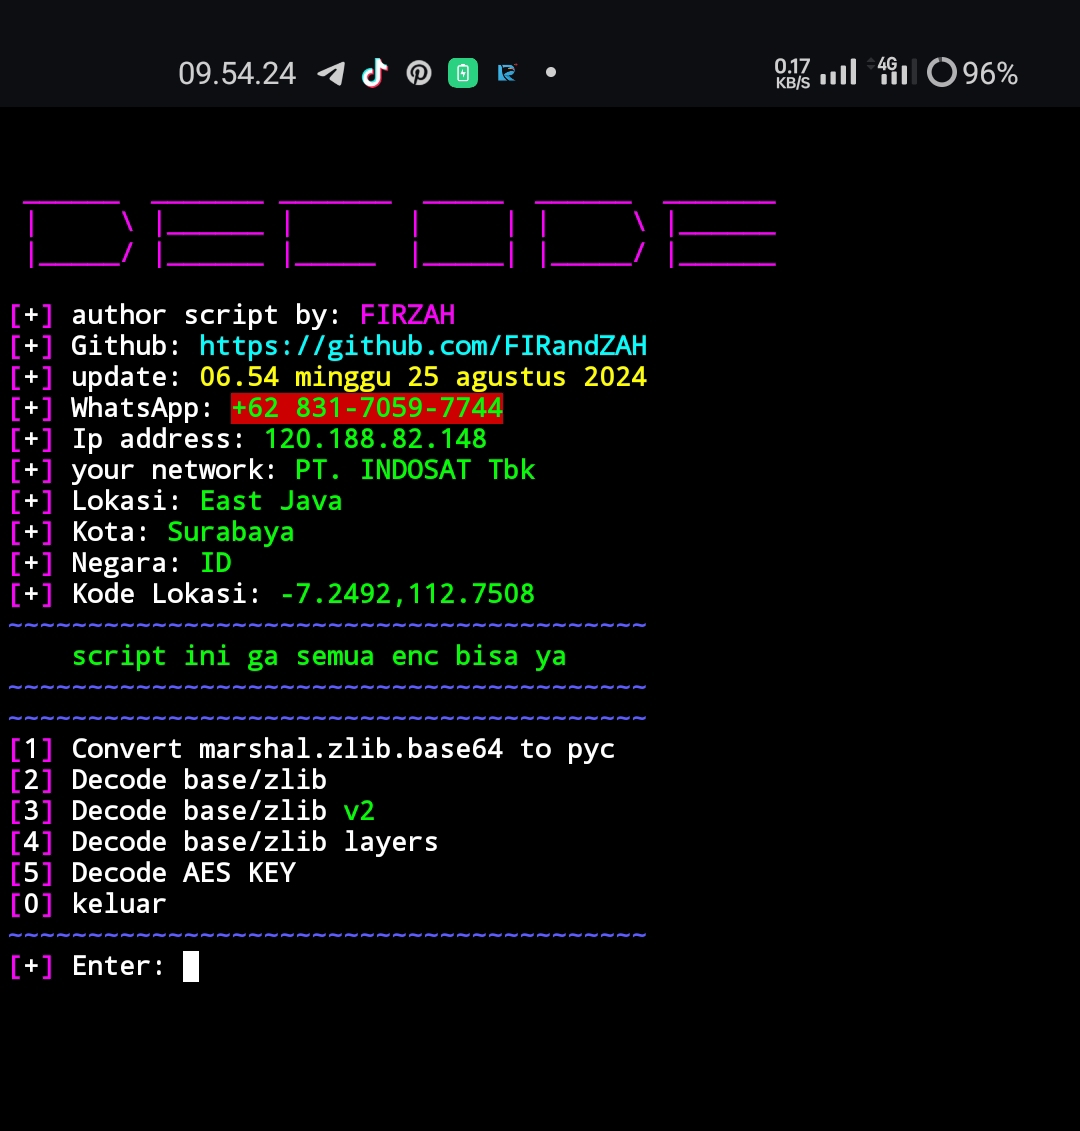 09.54.24 0.17 KB/S 4G 96%
DECODE
[+] author script by: FIRZAH
[+] Github: https://github.com/FIRandZAH
[+] update: 06.54 minggu 25 agustus 2024
[+] WhatsApp: +62 831-7059-7744
[+] Ip address: 120.188.82.148
[+] your network: PT. INDOSAT Tbk
[+] Lokasi: East Java
[+] Kota: Surabaya
[+] Negara: ID
[+] Kode Lokasi: -7.2492,112.7508
~~~~~~~~~~~~~~~~~~~~~~~~~~~~~~~~~~~~~~~~
script ini ga semua enc bisa ya
~~~~~~~~~~~~~~~~~~~~~~~~~~~~~~~~~~~~~~~~
~~~~~~~~~~~~~~~~~~~~~~~~~~~~~~~~~~~~~~~~
[1] Convert marshal.zlib.base64 to pyc
[2] Decode base/zlib
[3] Decode base/zlib v2
[4] Decode base/zlib layers
[5] Decode AES KEY
[0] keluar
~~~~~~~~~~~~~~~~~~~~~~~~~~~~~~~~~~~~~~~~
[+] Enter: